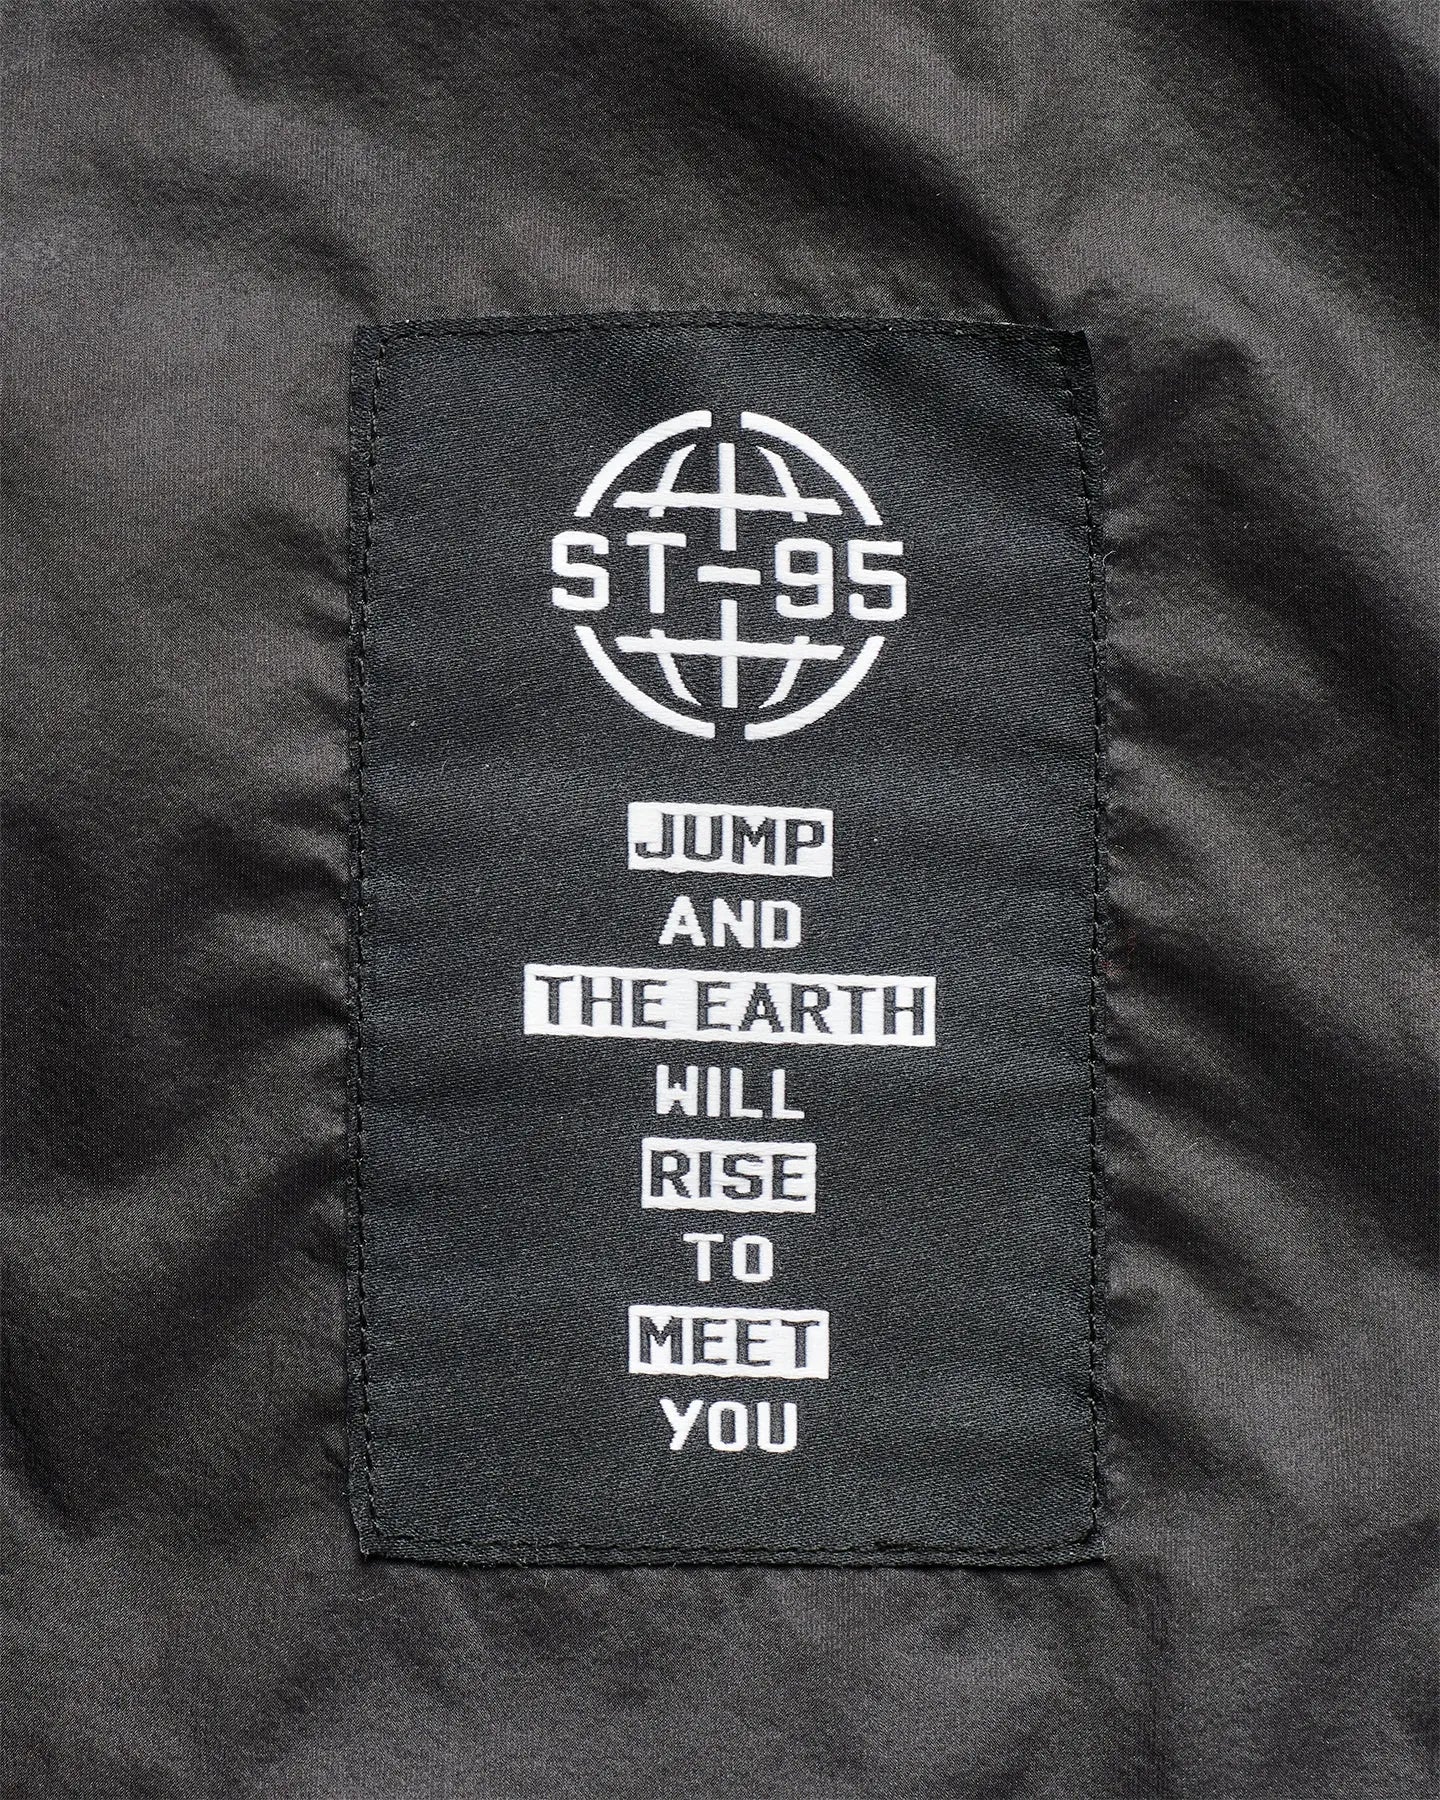 ST-95
JUMP
AND
THE EARTH
WILL
RISE
TO
MEET
YOU